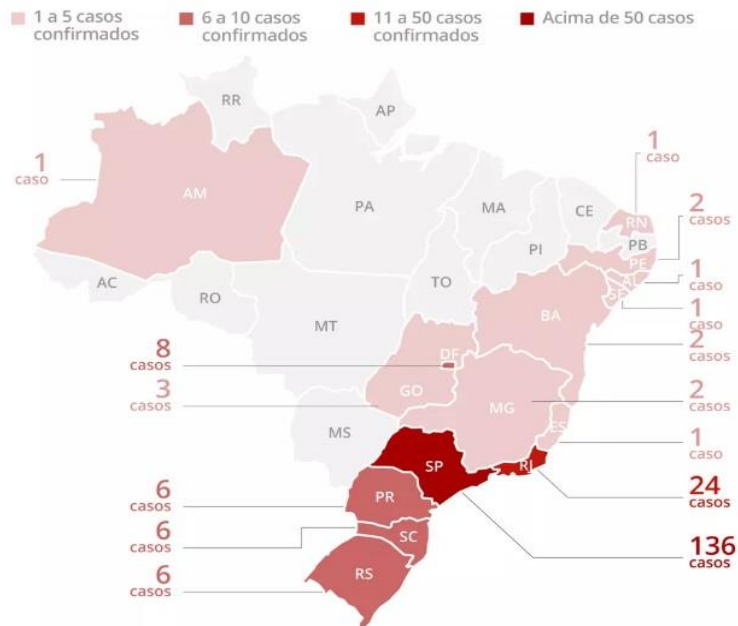 1 a 5 casos
confirmados
6 a 10 casos
confirmados
11 a 50 casos
confirmados
Acima de 50 casos
RR
AP
1
caso
AM
PA
MA
CE
1
caso
RN
PB
2
casos
PE
PI
AL
1
caso
SE
1
caso
AC
RO
TO
BA
MT
2
casos
8
casos
DF
3
casos
GO
MG
2
casos
MS
ES
1
caso
SP
RJ
24
casos
6
casos
PR
6
casos
SC
136
casos
6
casos
RS